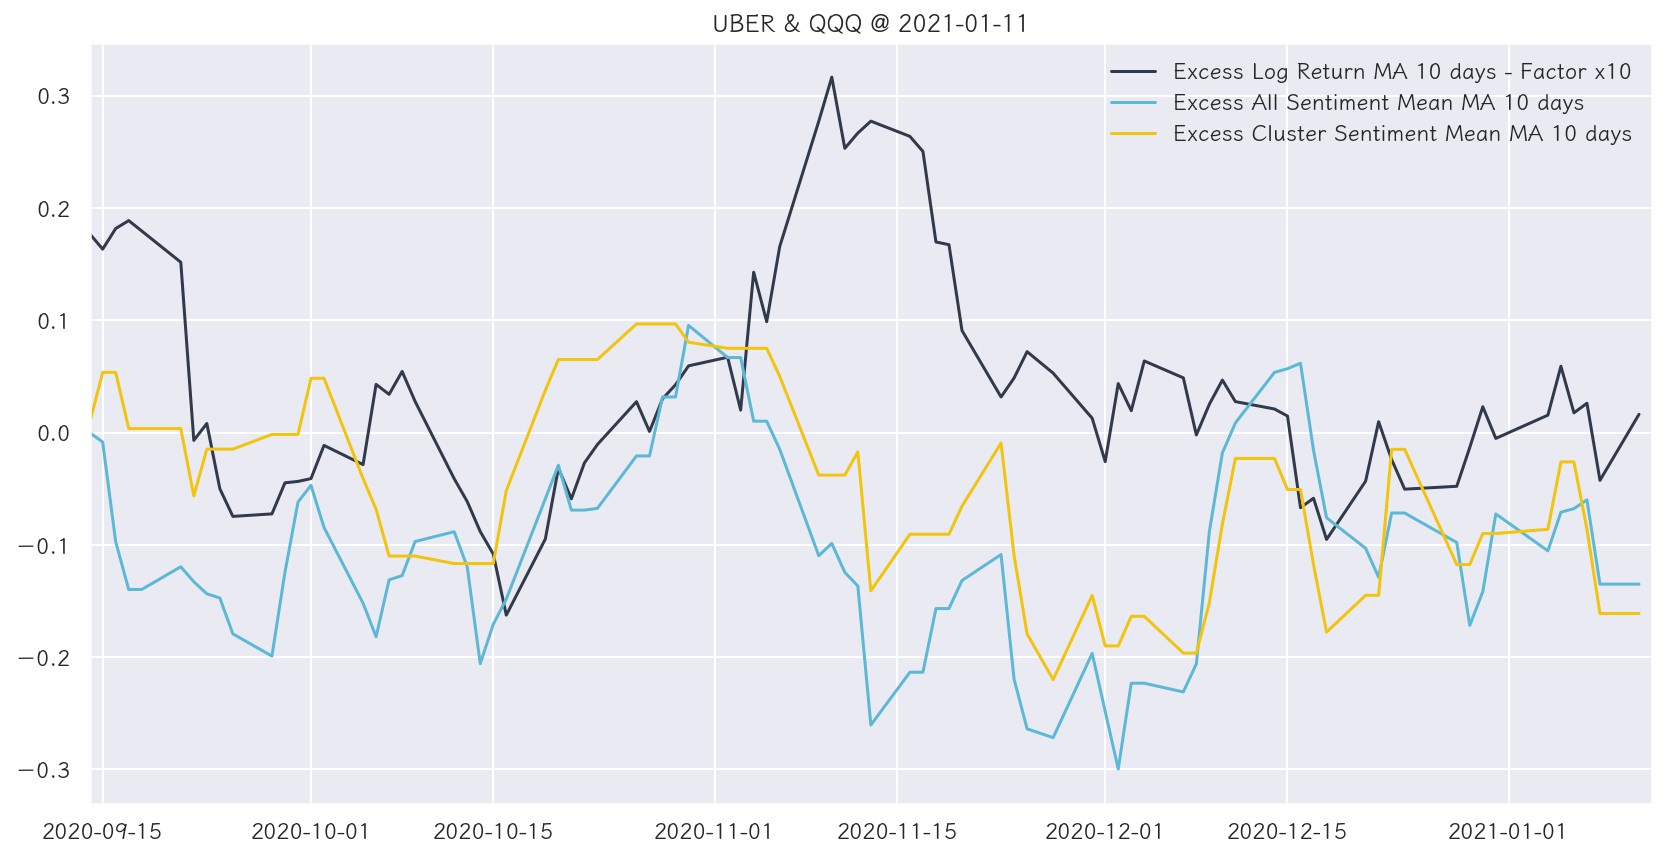 UBER & QQQ @ 2021-01-11
Excess Log Return MA 10 days - Factor x10
Excess All Sentiment Mean MA 10 days
Excess Cluster Sentiment Mean MA 10 days
0.3
0.2
0.1
0.0
−0.1
−0.2
−0.3
2020-09-15 2020-10-01 2020-10-15 2020-11-01 2020-11-15 2020-12-01 2020-12-15 2021-01-01